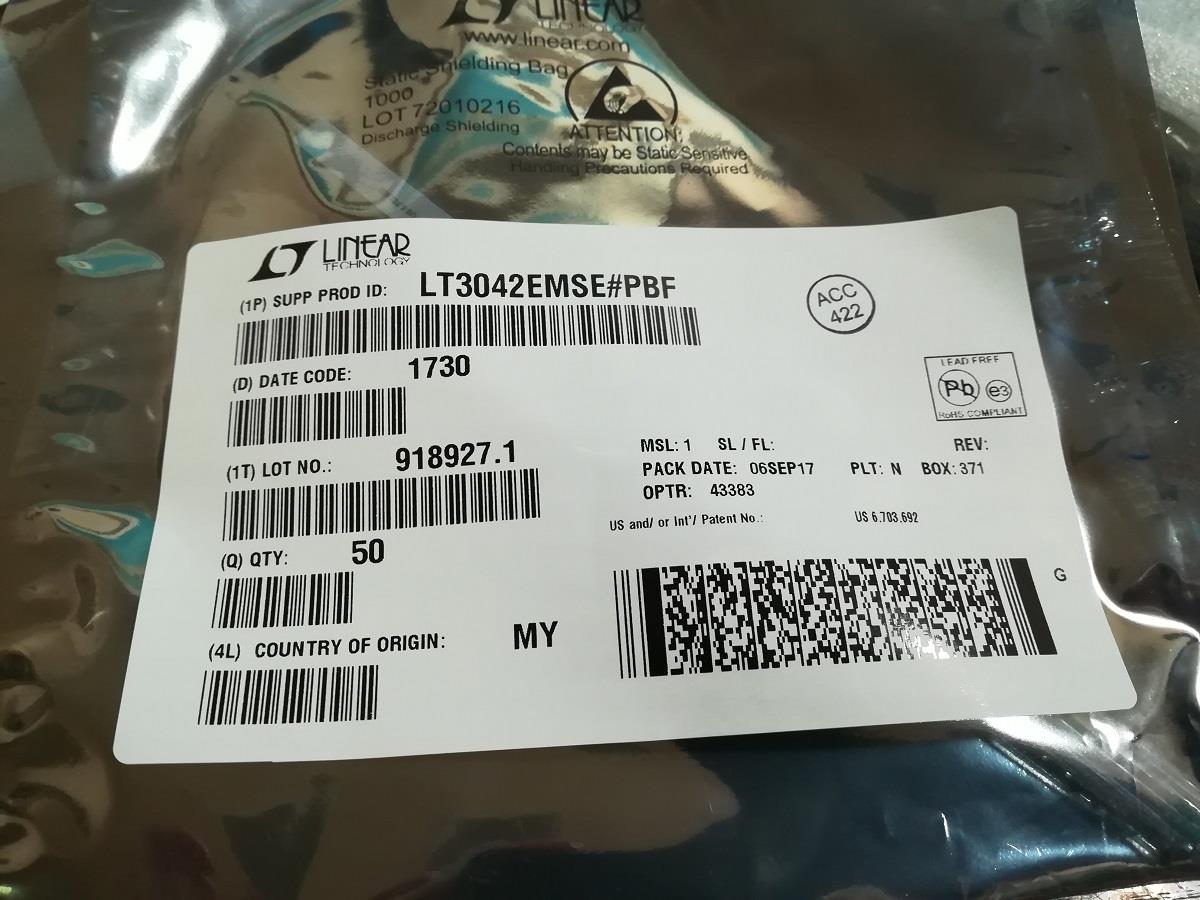 LINEAR
TECHNOLOGY
www.linear.com
Static Shielding Bag
1000
LOT 72010216
Discharge Shielding
ATTENTION:
Contents may be Static Sensitive
Handling Precautions Required
LINEAR
TECHNOLOGY
(1P) SUPP PROD ID: LT3042EMSE#PBF
ACC
422
(D) DATE CODE: 1730
LEAD FREE
Pb e3
RoHS COMPLIANT
(1T) LOT NO.: 918927.1
MSL: 1 SL / FL: REV:
PACK DATE: 06SEP17 PLT: N BOX: 371
OPTR: 43383
US and/ or Int'/ Patent No.: US 6,703,692
(Q) QTY: 50
G
(4L) COUNTRY OF ORIGIN: MY